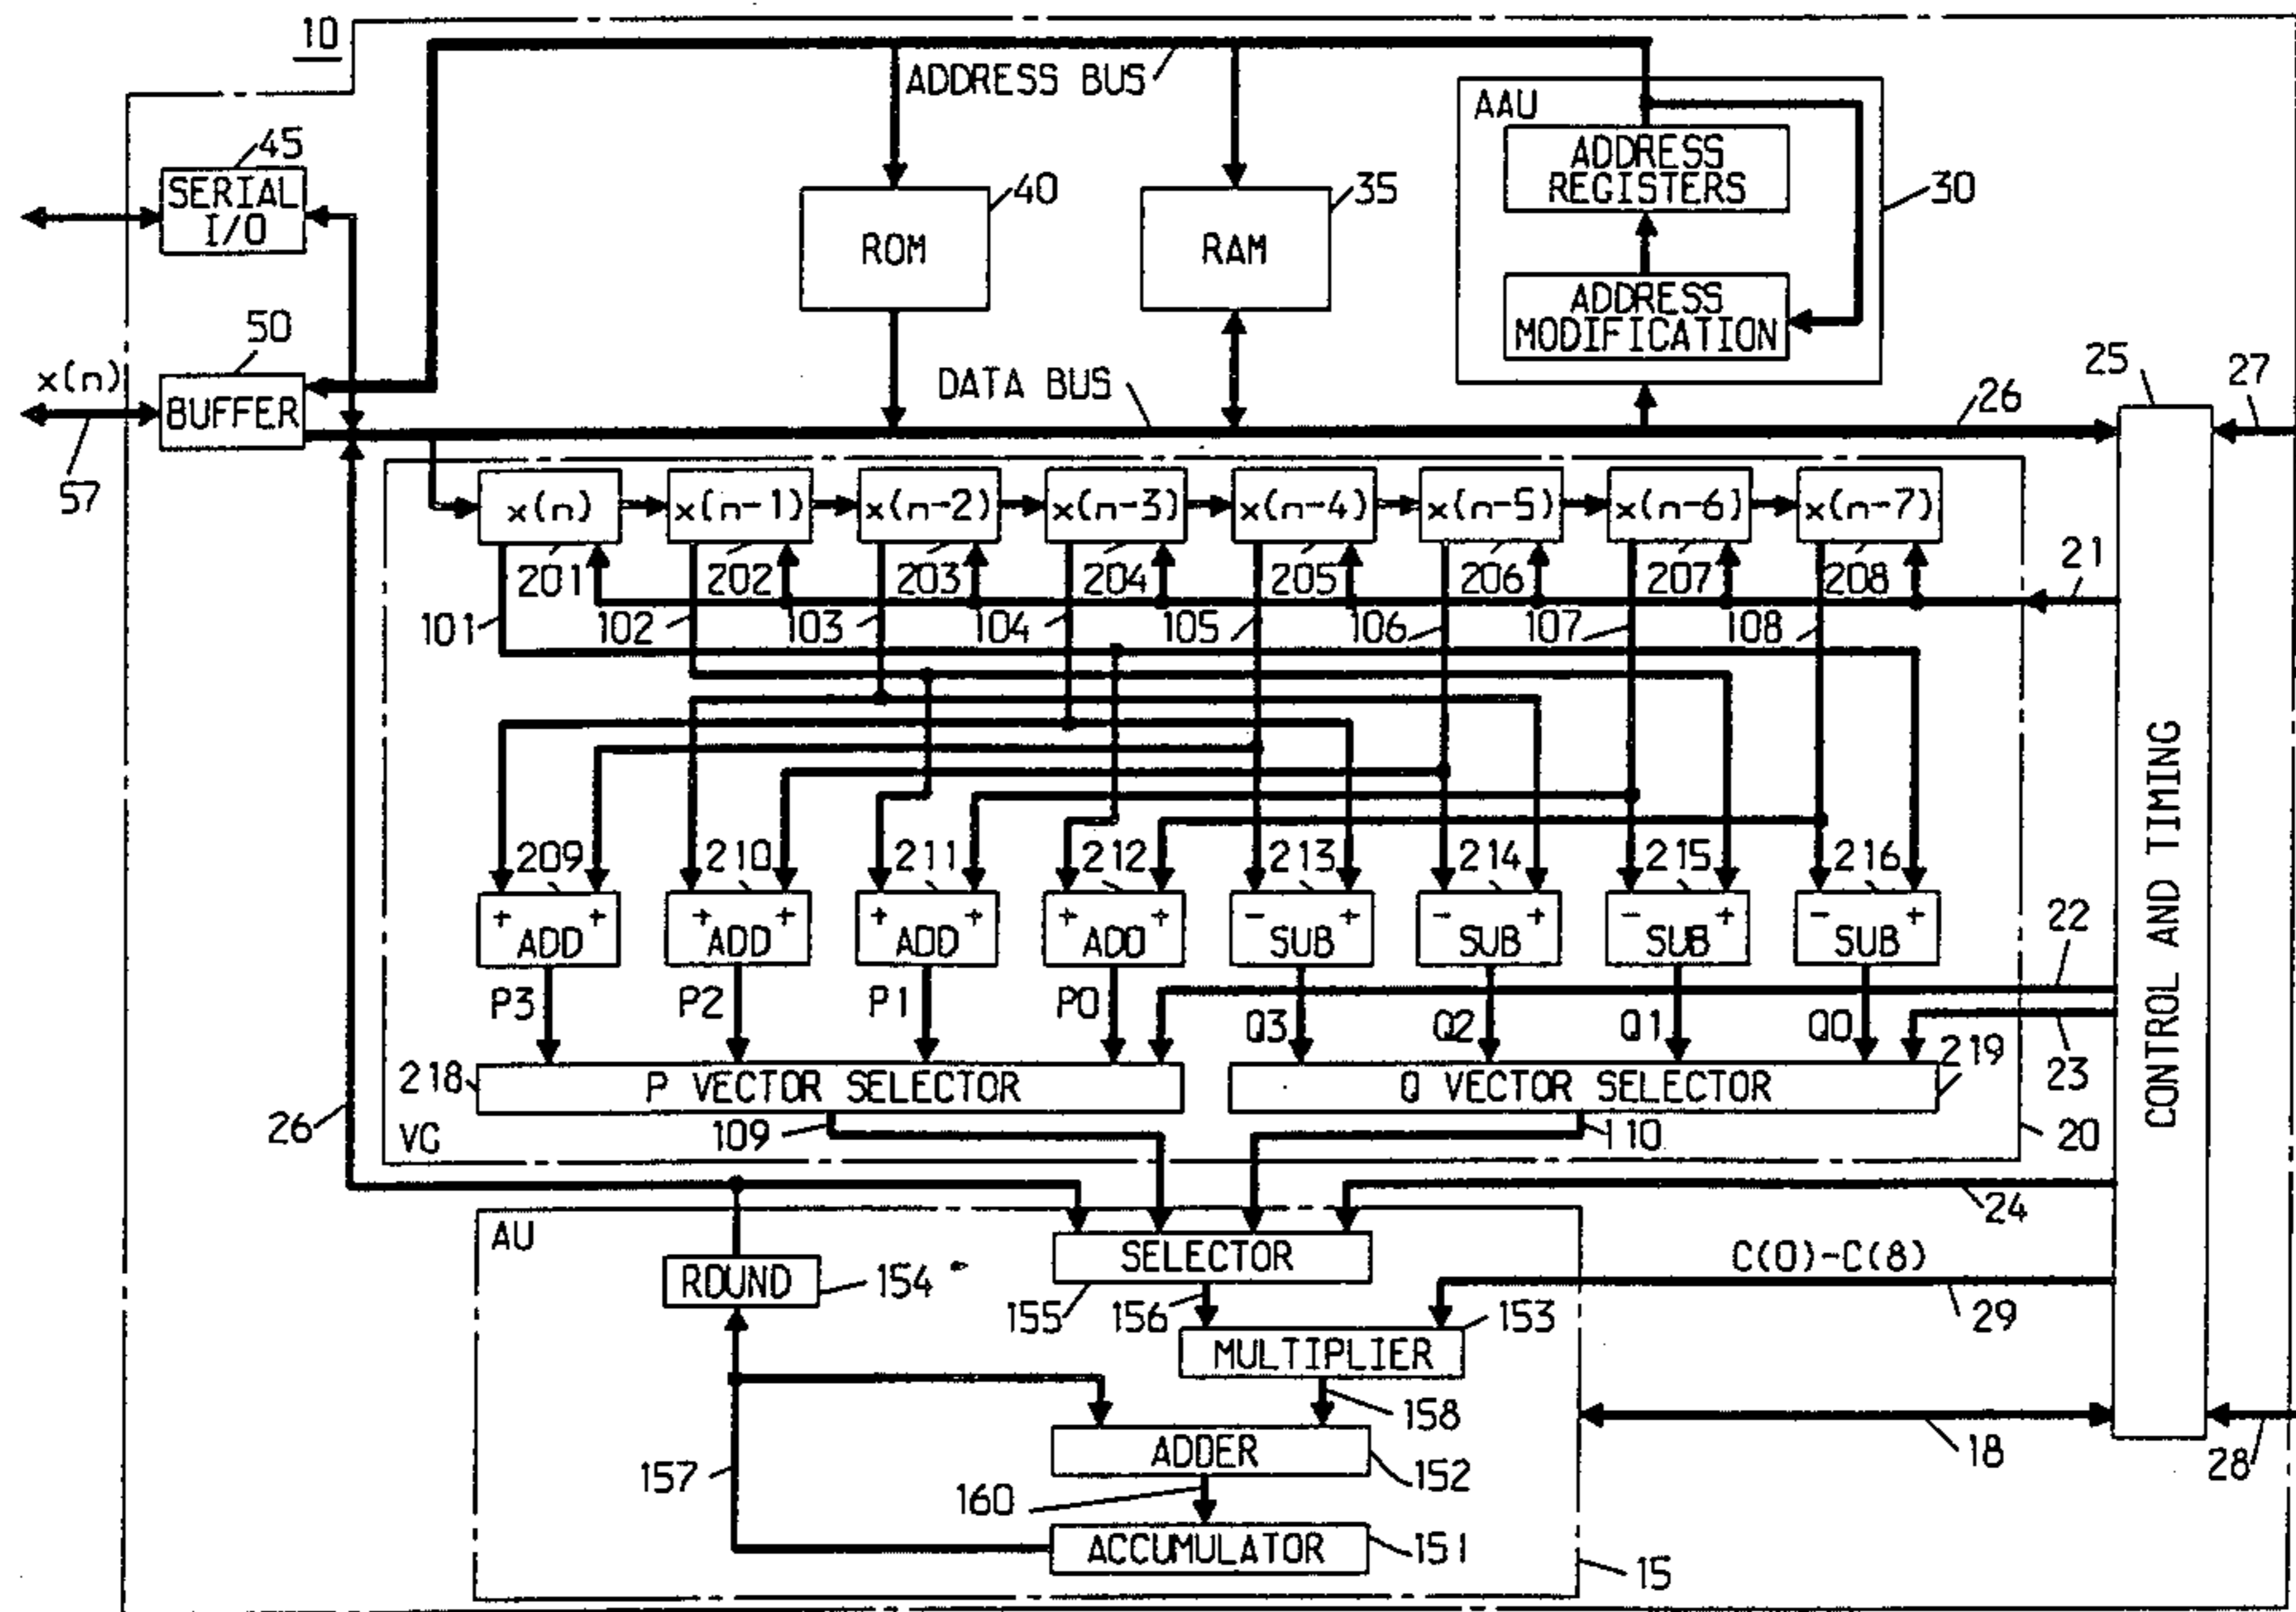 10
ADDRESS BUS
AAU
ADDRESS
REGISTERS
30
ADDRESS
MODIFICATION
45
SERIAL
I/O
40
ROM
35
RAM
50
x(n)
BUFFER
57
DATA BUS
26
25
27
x(n)
x(n-1)
x(n-2)
x(n-3)
x(n-4)
x(n-5)
x(n-6)
x(n-7)
201
202
203
204
205
206
207
208
21
101
102
103
104
105
106
107
108
CONTROL AND TIMING
209
210
211
212
213
214
215
216
+ ADD +
+ ADD +
+ ADD +
+ ADD +
- SUB +
- SUB +
- SUB +
- SUB +
22
P3
P2
P1
P0
Q3
Q2
Q1
Q0
23
218
P VECTOR SELECTOR
Q VECTOR SELECTOR
219
26
VG
109
110
20
AU
24
SELECTOR
C(0)-C(8)
RDUND
154
155
156
153
29
MULTIPLIER
158
ADDER
152
18
28
157
160
ACCUMULATOR
151
15